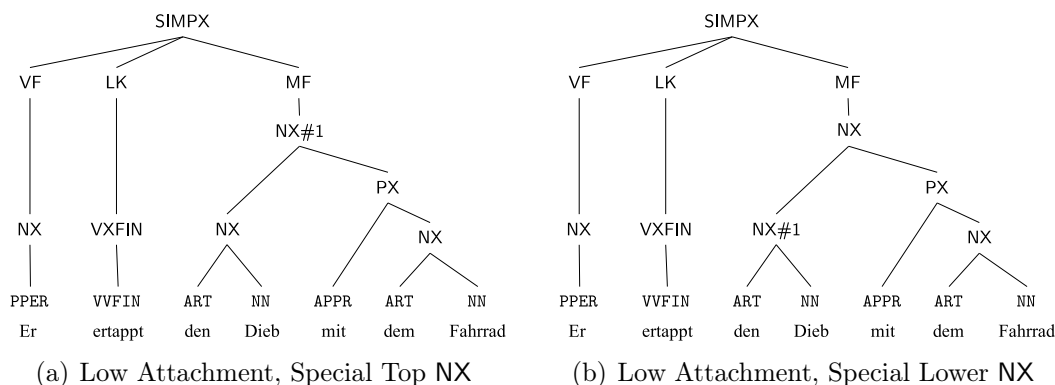 SIMPX
VF LK MF
NX#1
PX
NX VXFIN NX NX
PPER VVFIN ART NN APPR ART NN
Er ertappt den Dieb mit dem Fahrrad
(a) Low Attachment, Special Top NX
SIMPX
VF LK MF
NX
PX
NX VXFIN NX#1 NX
PPER VVFIN ART NN APPR ART NN
Er ertappt den Dieb mit dem Fahrrad
(b) Low Attachment, Special Lower NX